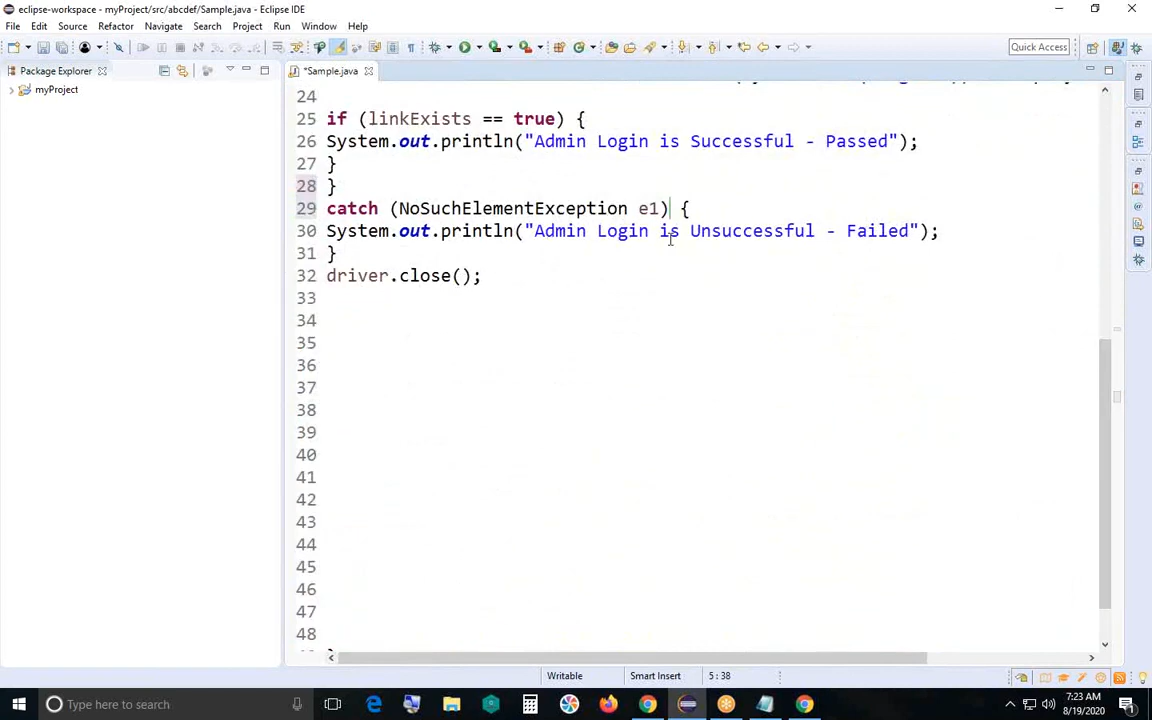 eclipse-workspace - myProject/src/abcdef/Sample.java - Eclipse IDE
File Edit Source Refactor Navigate Search Project Run Window Help
Quick Access
Package Explorer
*Sample.java
myProject
24
25 if (linkExists == true) {
26 System.out.println("Admin Login is Successful - Passed");
27 }
28 }
29 catch (NoSuchElementException e1) {
30 System.out.println("Admin Login is Unsuccessful - Failed");
31 }
32 driver.close();
33
34
35
36
37
38
39
40
41
42
43
44
45
46
47
48
Writable Smart Insert 5 : 38
Type here to search
7:23 AM
8/19/2020
1